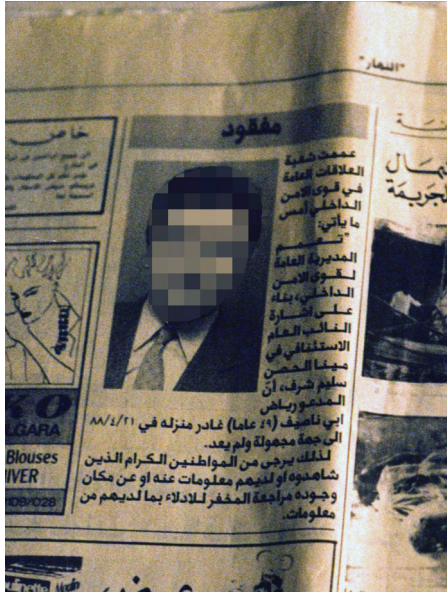 "النهار"
مفقود
عممت شعبة
العلاقات العامة
في قوى الامن
الداخلي امس
ما يأتي:
"تعمم
المديرية العامة
لقوى الامن
الداخلي، بناء
على اشارة
النائب العام
الاستئنافي في
سليم شرف، ان
المدعو رياض
ابي ناصيف (٤٩ عاما) غادر منزله في ٨٨/٤/٢١
الى جهة مجهولة ولم يعد.
لذلك يرجى من المواطنين الكرام الذين
شاهدوه او لديهم معلومات عنه او عن مكان
وجوده مراجعة المخفر للادلاء بما لديهم من
معلومات.
خاص
KO
LGARA
Blouses
IVER